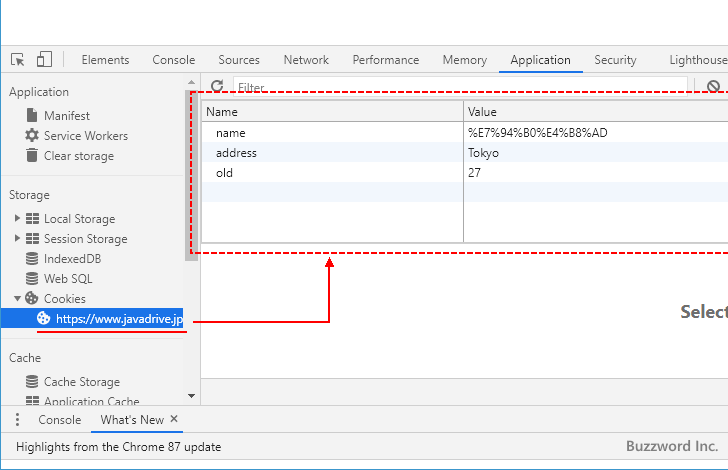 Elements Console Sources Network Performance Memory Application Security Lighthouse
Application
Manifest
Service Workers
Clear storage
Storage
Local Storage
Session Storage
IndexedDB
Web SQL
Cookies
https://www.javadrive.jp
Cache
Cache Storage
Application Cache
Filter
Name Value
name %E7%94%B0%E4%B8%AD
address Tokyo
old 27
Select
Console What's New
Highlights from the Chrome 87 update
Buzzword Inc.